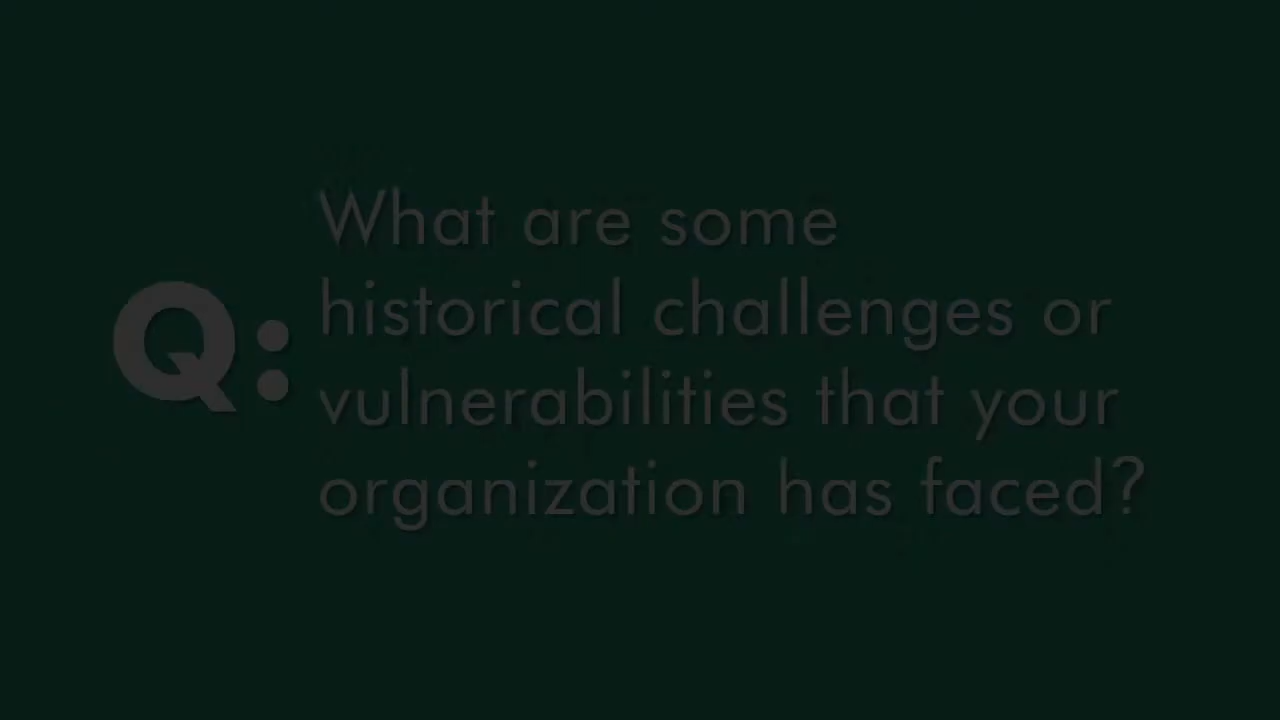 Q:
What are some
historical challenges or
vulnerabilities that your
organization has faced?